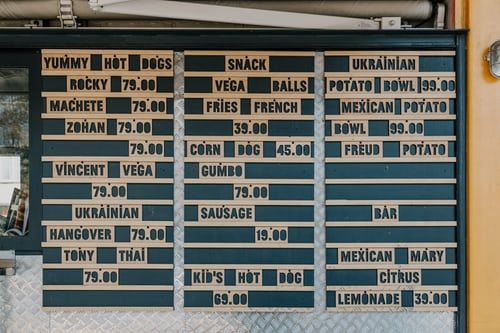 YUMMY HOT DOGS
ROCKY 79.00
MACHETE 79.00
ZOHAN 79.00
79.00
VINCENT VEGA
79.00
UKRAINIAN
HANGOVER 79.00
TONY THAI
79.00
SNACK
VEGA BALLS
FRIES FRENCH
39.00
CORN DOG 45.00
GUMBO
79.00
SAUSAGE
19.00
KID'S HOT DOG
69.00
UKRAINIAN
POTATO BOWL 99.00
MEXICAN POTATO
BOWL 99.00
FREUD POTATO
BAR
MEXICAN MARY
CITRUS
LEMONADE 39.00